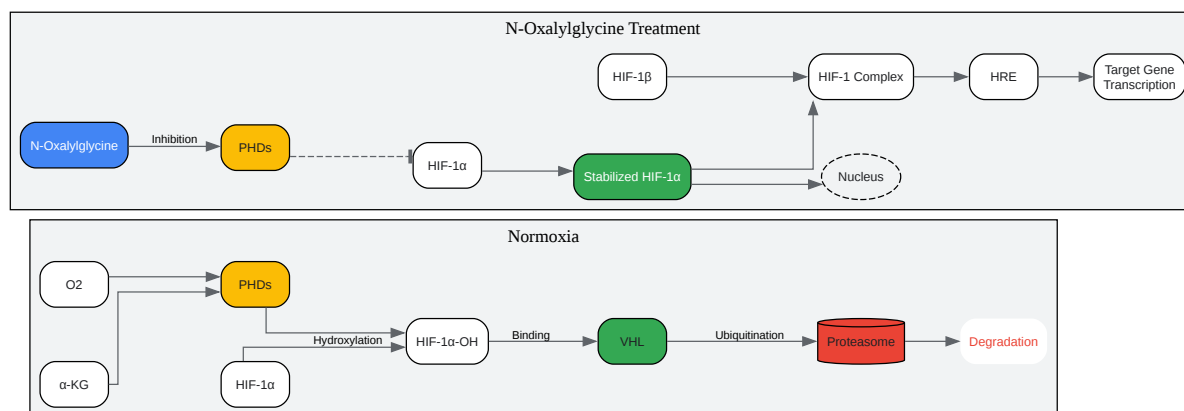 N-Oxalylglycine Treatment
HIF-1β
HIF-1 Complex
HRE
Target Gene
Transcription
N-Oxalylglycine
Inhibition
PHDs
HIF-1α
Stabilized HIF-1α
Nucleus
Normoxia
O2
PHDs
α-KG
HIF-1α
Hydroxylation
HIF-1α-OH
Binding
VHL
Ubiquitination
Proteasome
Degradation